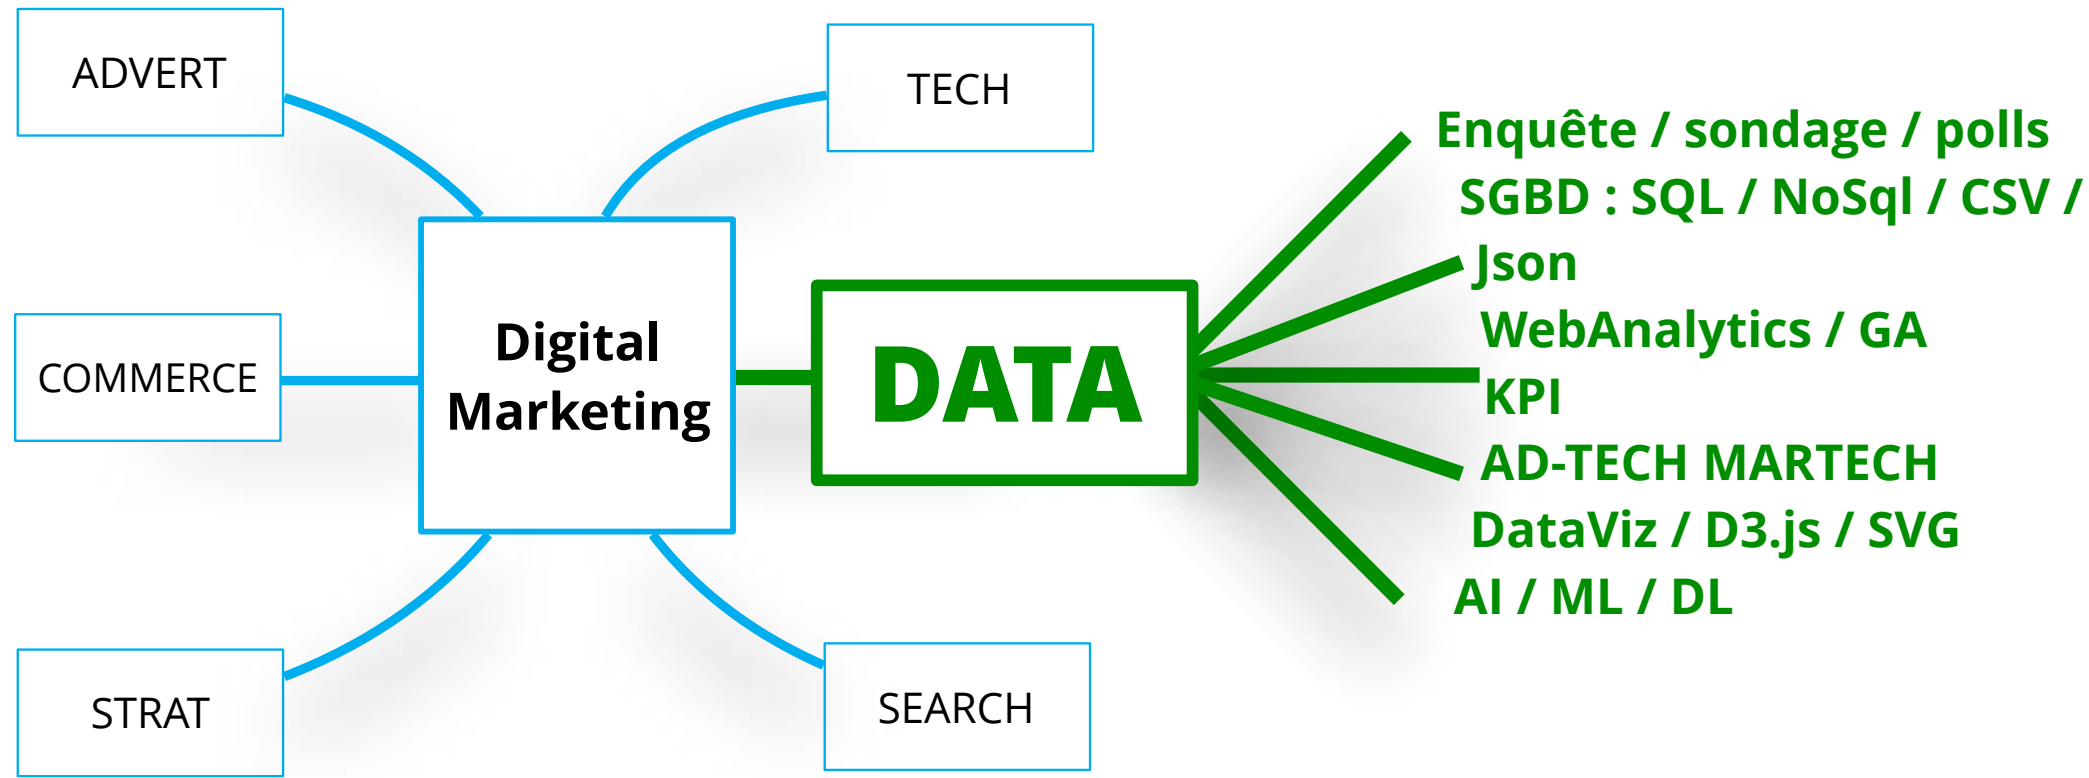 ADVERT
TECH
COMMERCE
Digital
Marketing
DATA
STRAT
SEARCH
Enquête / sondage / polls
SGBD : SQL / NoSql / CSV /
Json
WebAnalytics / GA
KPI
AD-TECH MARTECH
DataViz / D3.js / SVG
AI / ML / DL